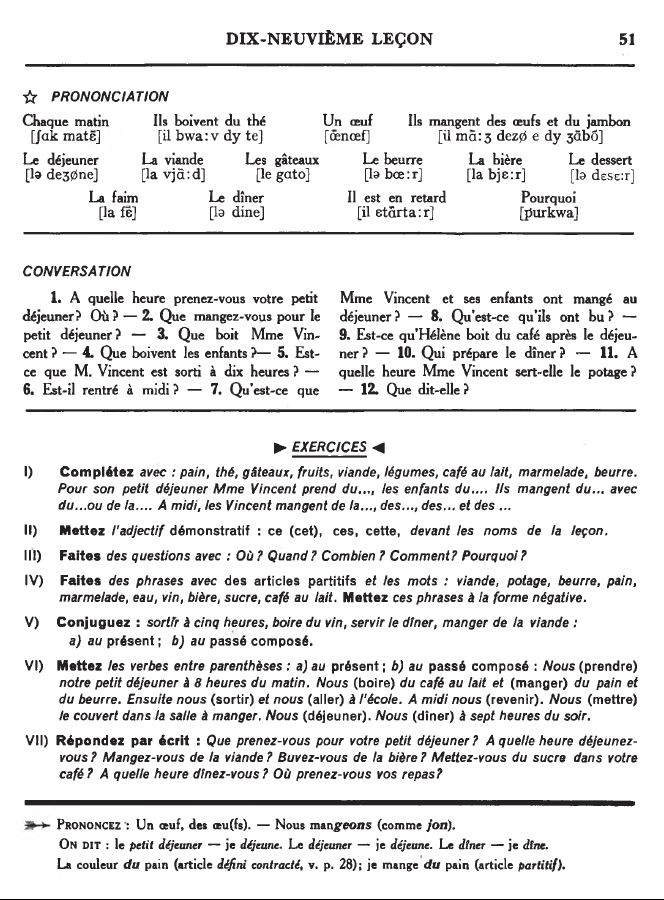 DIX-NEUVIÈME LEÇON 51
☆ PRONONCIATION
Chaque matin Ils boivent du thé Un œuf Ils mangent des œufs et du jambon
[ʃak matɛ̃] [il bwa:v dy te] [œ̃nœf] [il mɑ̃:ʒ dezø e dy ʒɑ̃bɔ̃]
Le déjeuner La viande Les gâteaux Le beurre La bière Le dessert
[lə deʒøne] [la vjɑ̃:d] [le gɑto] [lə bœ:r] [la bjɛ:r] [lə desɛ:r]
La faim Le dîner Il est en retard Pourquoi
[la fɛ̃] [lə dine] [il ɛtɑ̃rta:r] [purkwa]
CONVERSATION
1. A quelle heure prenez-vous votre petit
déjeuner ? Où ? — 2. Que mangez-vous pour le
petit déjeuner ? — 3. Que boit Mme Vin-
cent ? — 4. Que boivent les enfants ?— 5. Est-
ce que M. Vincent est sorti à dix heures ? —
6. Est-il rentré à midi ? — 7. Qu'est-ce que
Mme Vincent et ses enfants ont mangé au
déjeuner ? — 8. Qu'est-ce qu'ils ont bu ? —
9. Est-ce qu'Hélène boit du café après le déjeu-
ner ? — 10. Qui prépare le dîner ? — 11. A
quelle heure Mme Vincent sert-elle le potage ?
— 12. Que dit-elle ?
► EXERCICES ◄
I) Complétez avec : pain, thé, gâteaux, fruits, viande, légumes, café au lait, marmelade, beurre.
Pour son petit déjeuner Mme Vincent prend du..., les enfants du.... Ils mangent du... avec
du...ou de la.... A midi, les Vincent mangent de la..., des..., des... et des ...
II) Mettez l'adjectif démonstratif : ce (cet), ces, cette, devant les noms de la leçon.
III) Faites des questions avec : Où ? Quand ? Combien ? Comment? Pourquoi ?
IV) Faites des phrases avec des articles partitifs et les mots : viande, potage, beurre, pain,
marmelade, eau, vin, bière, sucre, café au lait. Mettez ces phrases à la forme négative.
V) Conjuguez : sortir à cinq heures, boire du vin, servir le dîner, manger de la viande :
a) au présent ; b) au passé composé.
VI) Mettez les verbes entre parenthèses : a) au présent ; b) au passé composé : Nous (prendre)
notre petit déjeuner à 8 heures du matin. Nous (boire) du café au lait et (manger) du pain et
du beurre. Ensuite nous (sortir) et nous (aller) à l'école. A midi nous (revenir). Nous (mettre)
le couvert dans la salle à manger. Nous (déjeuner). Nous (dîner) à sept heures du soir.
VII) Répondez par écrit : Que prenez-vous pour votre petit déjeuner ? A quelle heure déjeunez-
vous ? Mangez-vous de la viande ? Buvez-vous de la bière ? Mettez-vous du sucre dans votre
café ? A quelle heure dînez-vous ? Où prenez-vous vos repas?
PRONONCEZ : Un œuf, des œu(fs). — Nous mangeons (comme jon).
ON DIT : le petit déjeuner — je déjeune. Le déjeuner — je déjeune. Le dîner — je dîne.
La couleur du pain (article défini contracté, v. p. 28); je mange du pain (article partitif).